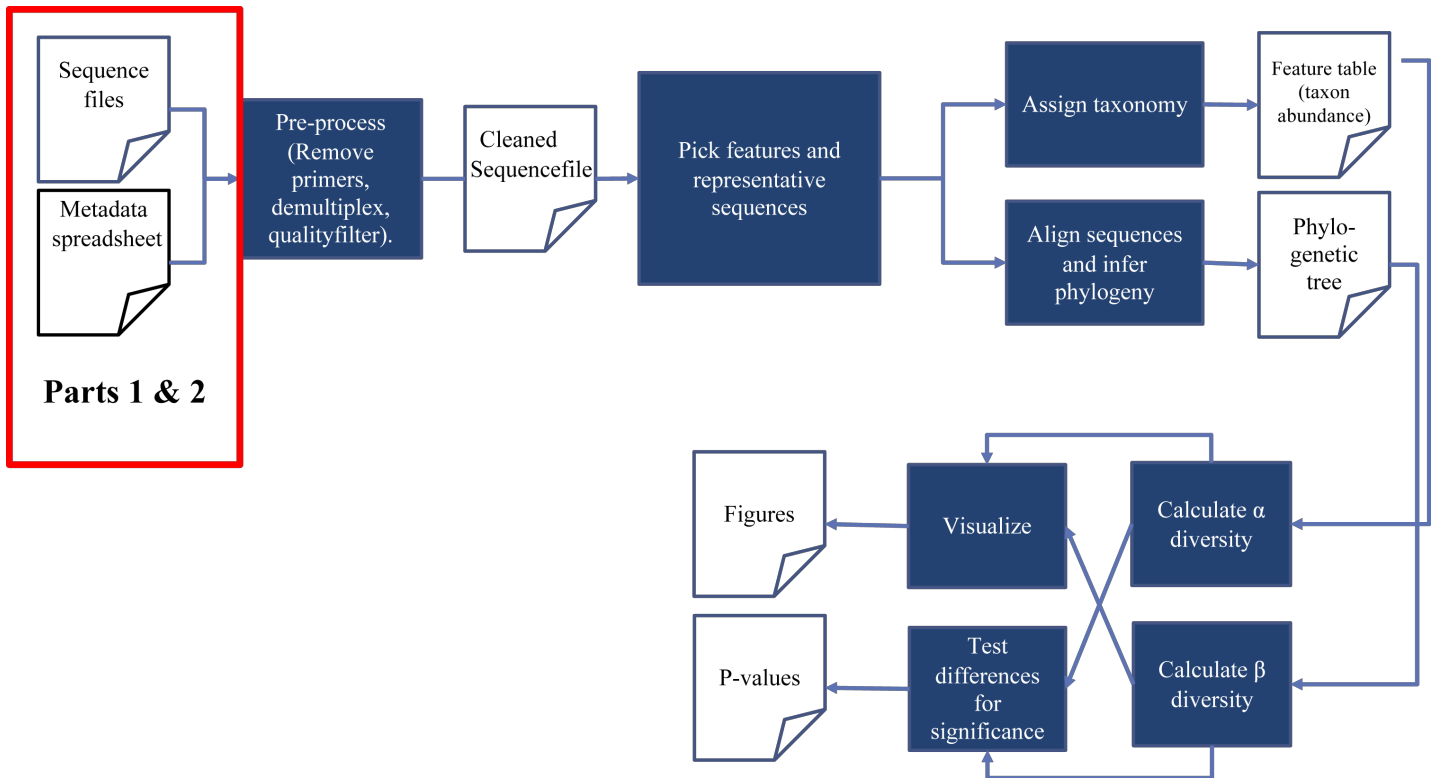 Sequence
files
Metadata
spreadsheet
Parts 1 & 2
Pre-process
(Remove
primers,
demultiplex,
qualityfilter).
Cleaned
Sequencefile
Pick features and
representative
sequences
Assign taxonomy
Feature table
(taxon
abundance)
Align sequences
and infer
phylogeny
Phylo-
genetic
tree
Figures
Visualize
Calculate α
diversity
P-values
Test
differences
for
significance
Calculate β
diversity